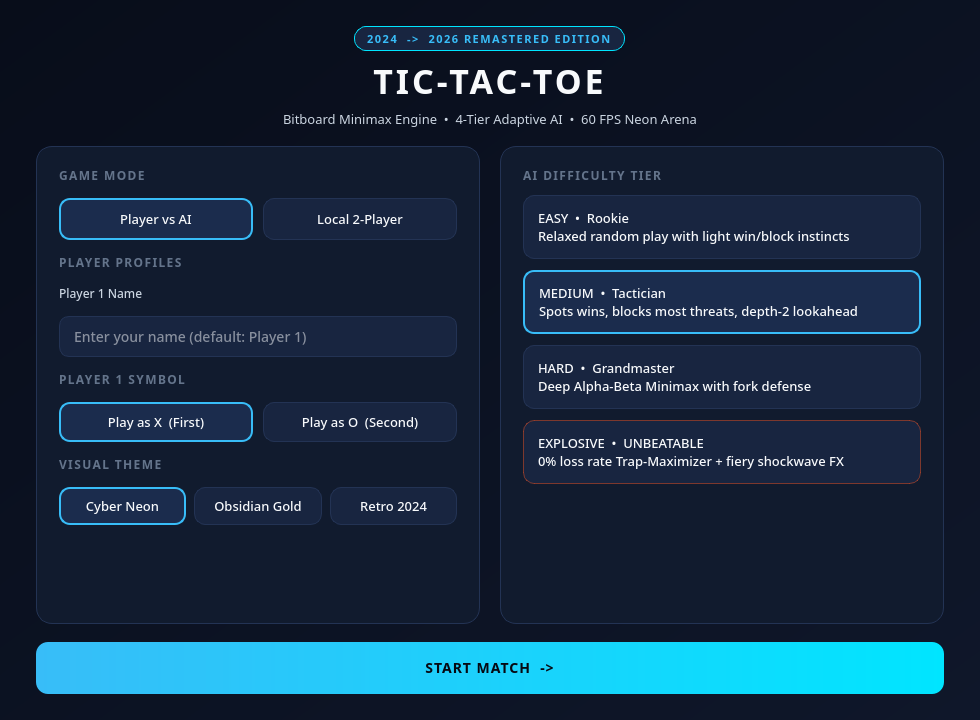 2024 -> 2026 REMASTERED EDITION
TIC-TAC-TOE
Bitboard Minimax Engine • 4-Tier Adaptive AI • 60 FPS Neon Arena
GAME MODE
Player vs AI
Local 2-Player
PLAYER PROFILES
Player 1 Name
Enter your name (default: Player 1)
PLAYER 1 SYMBOL
Play as X (First)
Play as O (Second)
VISUAL THEME
Cyber Neon
Obsidian Gold
Retro 2024
AI DIFFICULTY TIER
EASY • Rookie
Relaxed random play with light win/block instincts
MEDIUM • Tactician
Spots wins, blocks most threats, depth-2 lookahead
HARD • Grandmaster
Deep Alpha-Beta Minimax with fork defense
EXPLOSIVE • UNBEATABLE
0% loss rate Trap-Maximizer + fiery shockwave FX
START MATCH ->